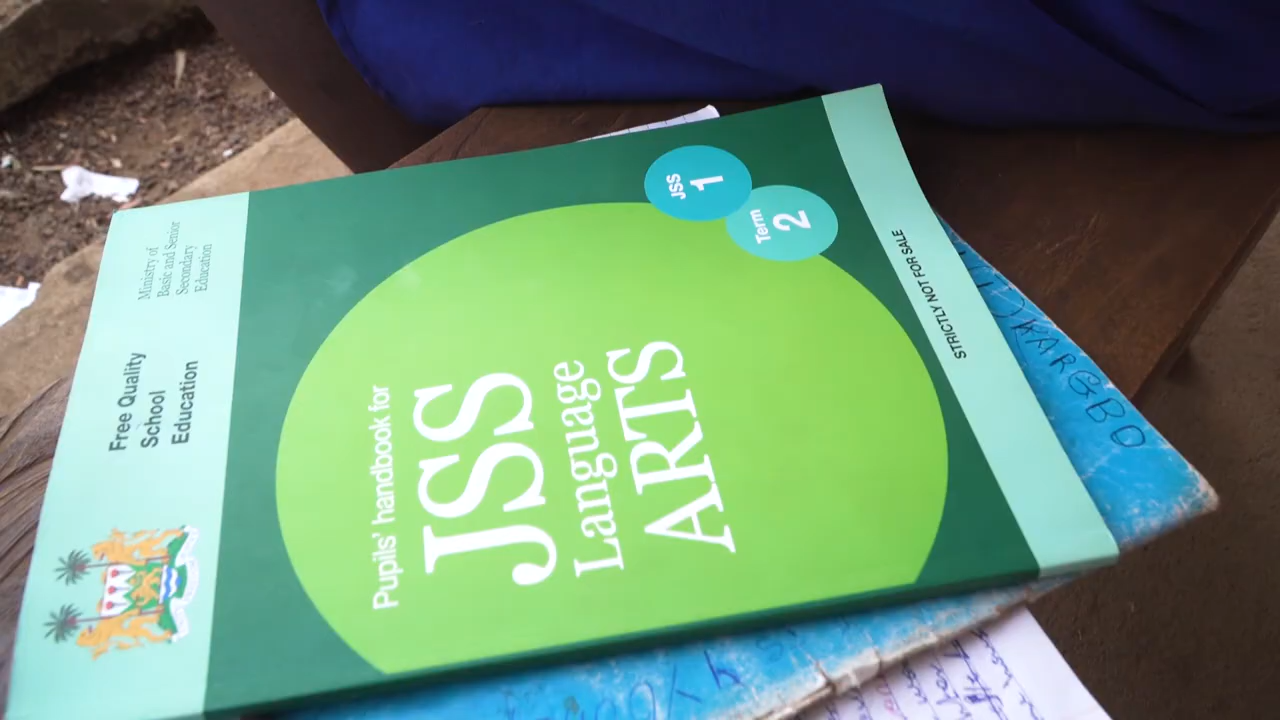 Free Quality
School
Education
Ministry of
Basic and Senior
Secondary
Education
JSS
1
Term
2
Pupils' handbook for
JSS
Language
ARTS
STRICTLY NOT FOR SALE
KARGBO